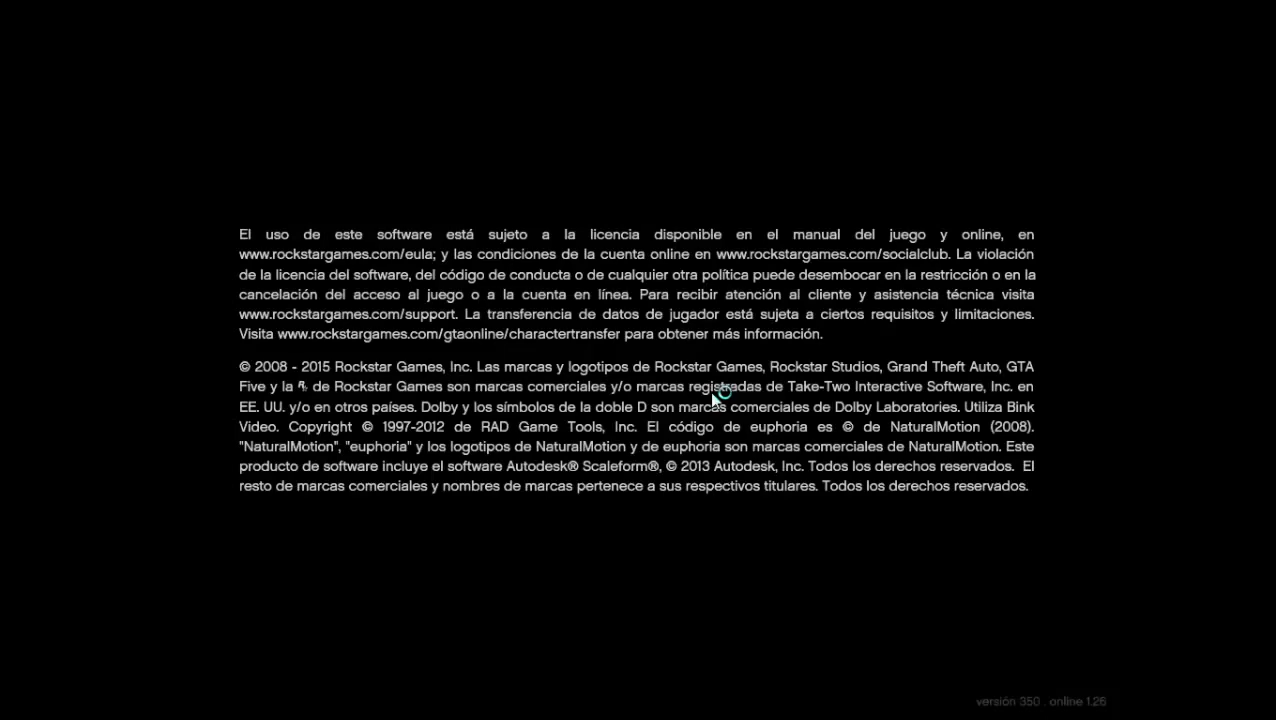 El uso de este software está sujeto a la licencia disponible en el manual del juego y online, en
www.rockstargames.com/eula; y las condiciones de la cuenta online en www.rockstargames.com/socialclub. La violación
de la licencia del software, del código de conducta o de cualquier otra política puede desembocar en la restricción o en la
cancelación del acceso al juego o a la cuenta en línea. Para recibir atención al cliente y asistencia técnica visita
www.rockstargames.com/support. La transferencia de datos de jugador está sujeta a ciertos requisitos y limitaciones.
Visita www.rockstargames.com/gtaonline/charactertransfer para obtener más información.
© 2008 - 2015 Rockstar Games, Inc. Las marcas y logotipos de Rockstar Games, Rockstar Studios, Grand Theft Auto, GTA
Five y la de Rockstar Games son marcas comerciales y/o marcas registradas de Take-Two Interactive Software, Inc. en
EE. UU. y/o en otros países. Dolby y los símbolos de la doble D son marcas comerciales de Dolby Laboratories. Utiliza Bink
Video. Copyright © 1997-2012 de RAD Game Tools, Inc. El código de euphoria es © de NaturalMotion (2008).
"NaturalMotion", "euphoria" y los logotipos de NaturalMotion y de euphoria son marcas comerciales de NaturalMotion. Este
producto de software incluye el software Autodesk® Scaleform®, © 2013 Autodesk, Inc. Todos los derechos reservados. El
resto de marcas comerciales y nombres de marcas pertenece a sus respectivos titulares. Todos los derechos reservados.
versión 350 . online 1.26